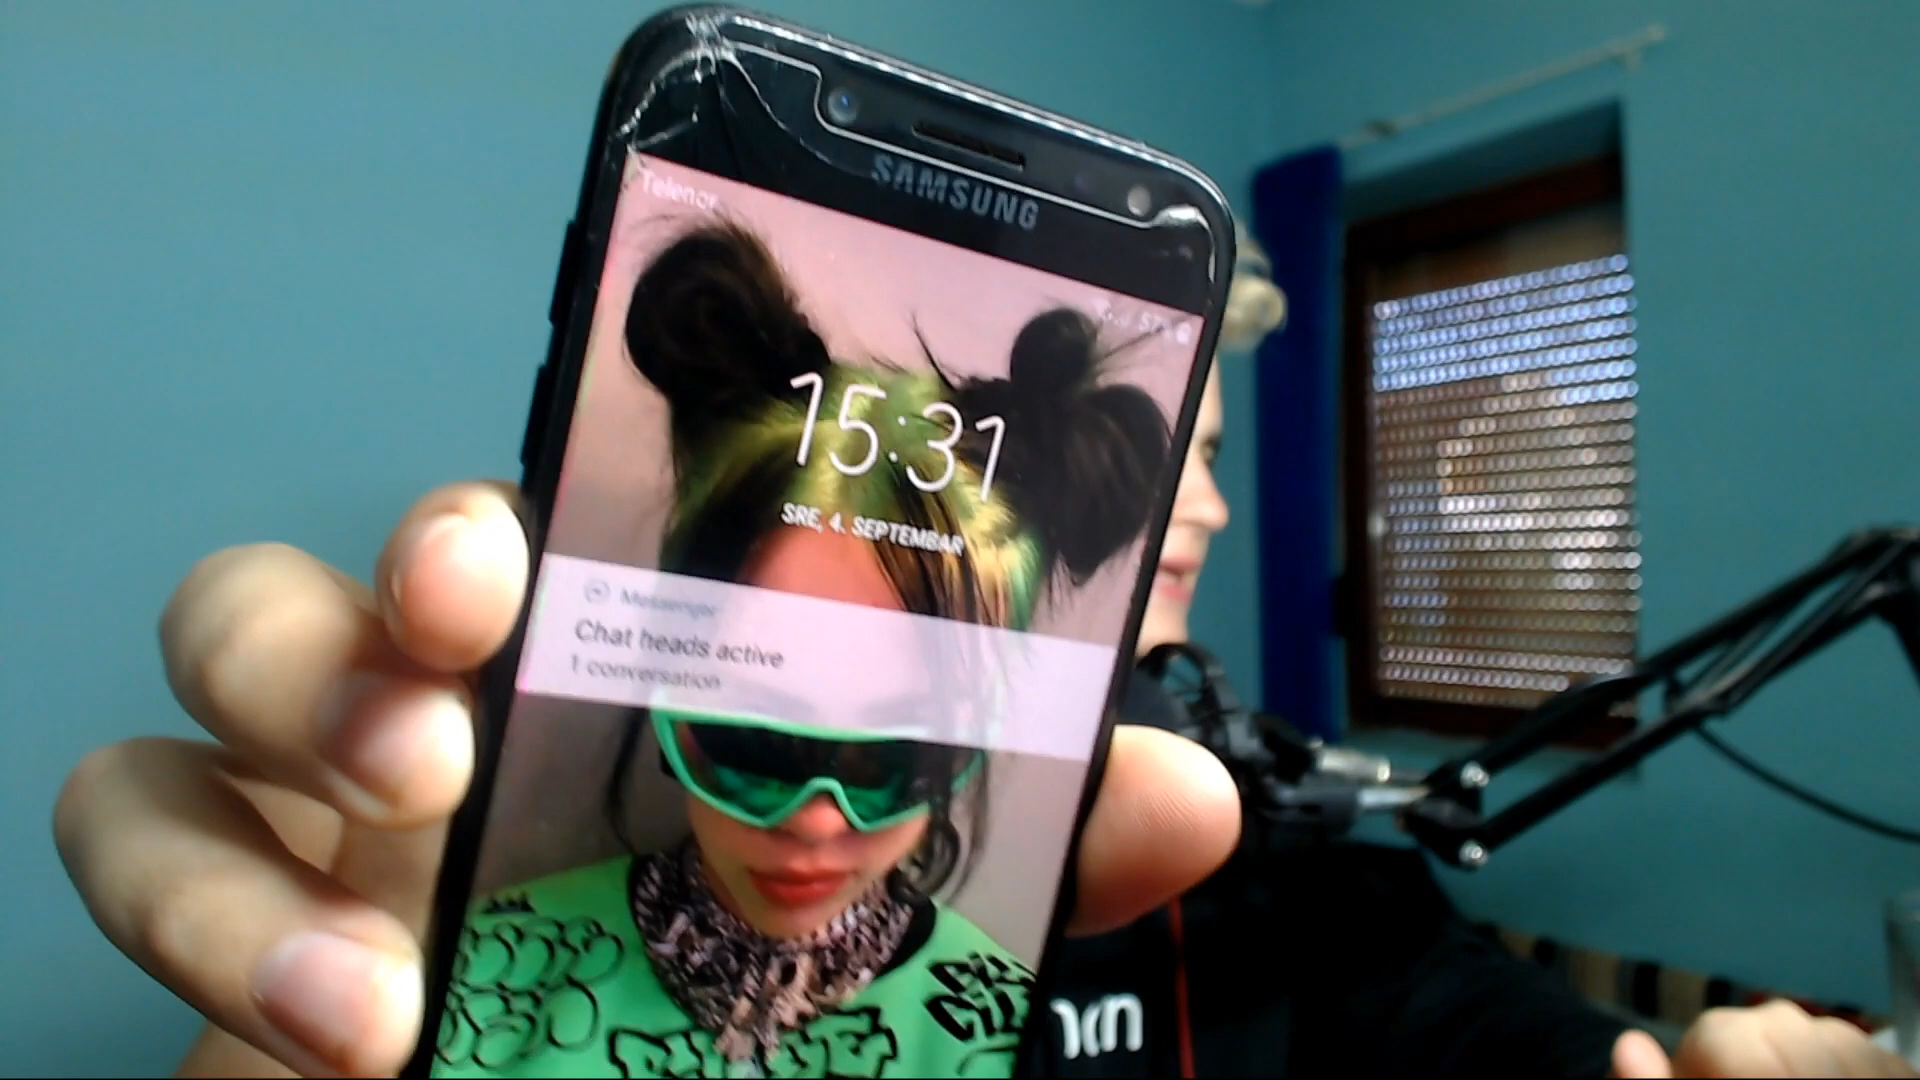 SAMSUNG
Telenor
15:31
SRE, 4. SEPTEMBAR
Messenger
Chat heads active
1 conversation